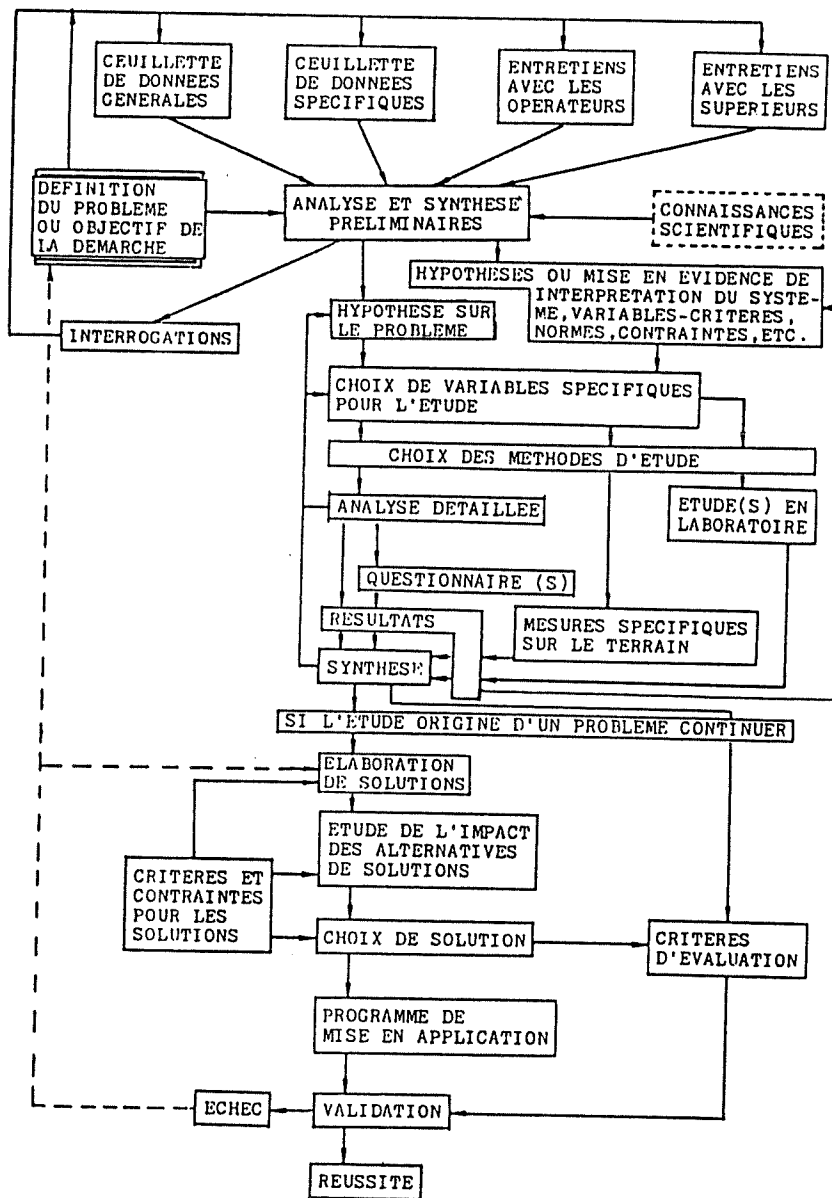 CEUILLETTE
DE DONNEES
GENERALES
CEUILLETTE
DE DONNEES
SPECIFIQUES
ENTRETIENS
AVEC LES
OPERATEURS
ENTRETIENS
AVEC LES
SUPERIEURS
DEFINITION
DU PROBLEME
OU OBJECTIF DE
LA DEMARCHE
ANALYSE ET SYNTHESE
PRELIMINAIRES
CONNAISSANCES
SCIENTIFIQUES
HYPOTHESES OU MISE EN EVIDENCE DE
INTERPRETATION DU SYSTE-
ME,VARIABLES-CRITERES,
NORMES,CONTRAINTES,ETC.
INTERROGATIONS
HYPOTHESE SUR
LE PROBLEME
CHOIX DE VARIABLES SPECIFIQUES
POUR L'ETUDE
CHOIX DES METHODES D'ETUDE
ANALYSE DETAILLEE
ETUDE(S) EN
LABORATOIRE
QUESTIONNAIRE (S)
RESULTATS
MESURES SPECIFIQUES
SUR LE TERRAIN
SYNTHESE
SI L'ETUDE ORIGINE D'UN PROBLEME CONTINUER
ELABORATION
DE SOLUTIONS
ETUDE DE L'IMPACT
DES ALTERNATIVES
DE SOLUTIONS
CRITERES ET
CONTRAINTES
POUR LES
SOLUTIONS
CHOIX DE SOLUTION
CRITERES
D'EVALUATION
PROGRAMME DE
MISE EN APPLICATION
ECHEC
VALIDATION
REUSSITE